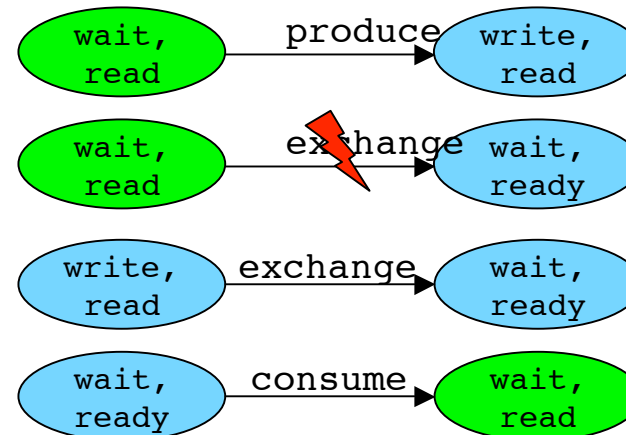 wait,
read
produce
write,
read
wait,
read
exchange
wait,
ready
write,
read
exchange
wait,
ready
wait,
ready
consume
wait,
read